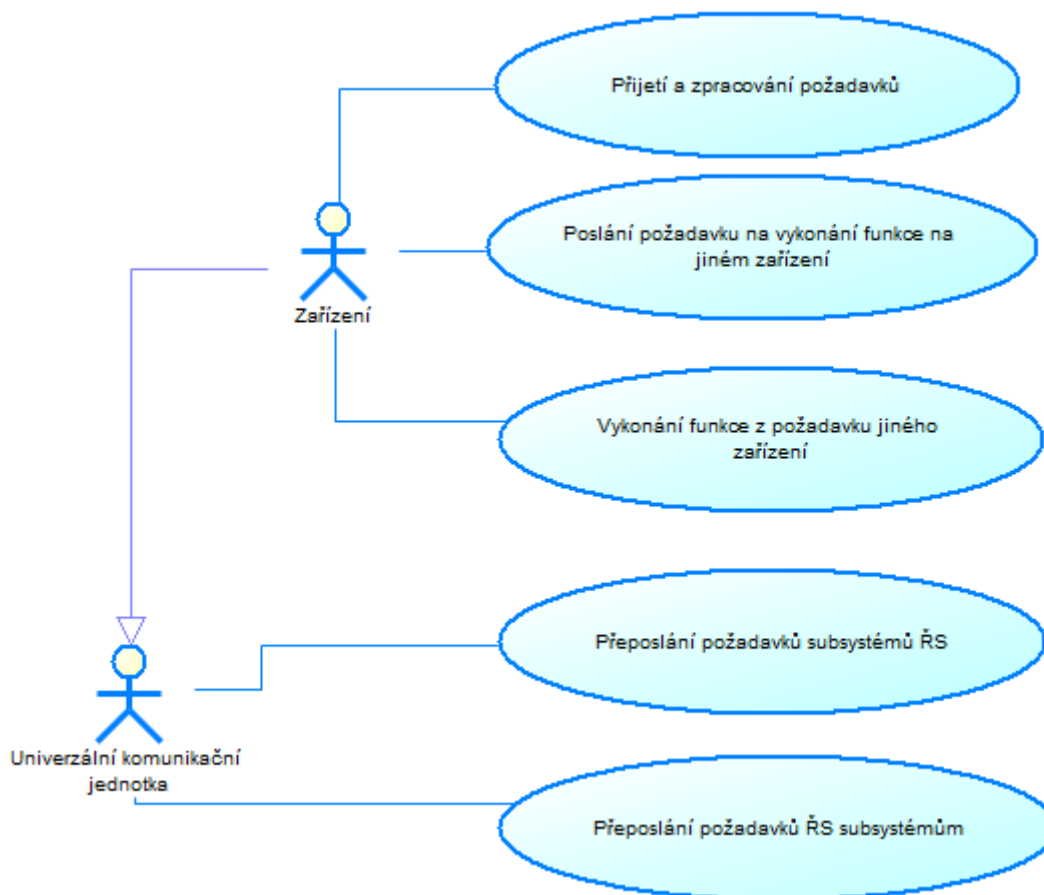 Přijetí a zpracování požadavků
Poslání požadavku na vykonání funkce na
jiném zařízení
Zařízení
Vykonání funkce z požadavku jiného
zařízení
Přeposlání požadavků subsystémů ŘS
Univerzální komunikační
jednotka
Přeposlání požadavků ŘS subsystémům